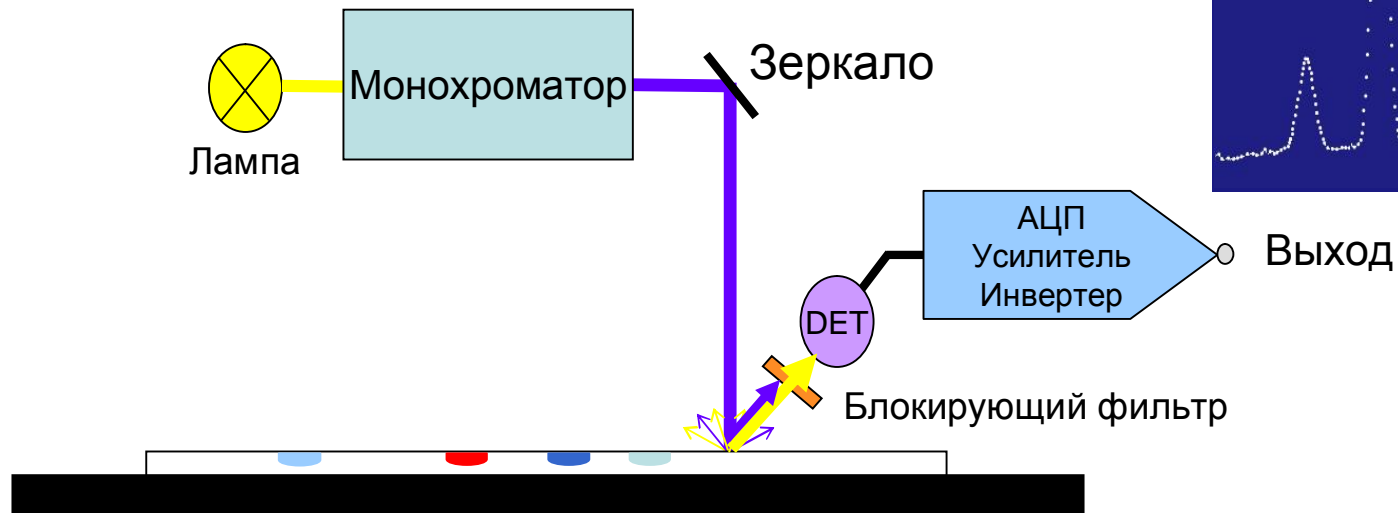 Зеркало
Монохроматор
Лампа
АЦП
Усилитель
Инвертер
Выход
DET
Блокирующий фильтр